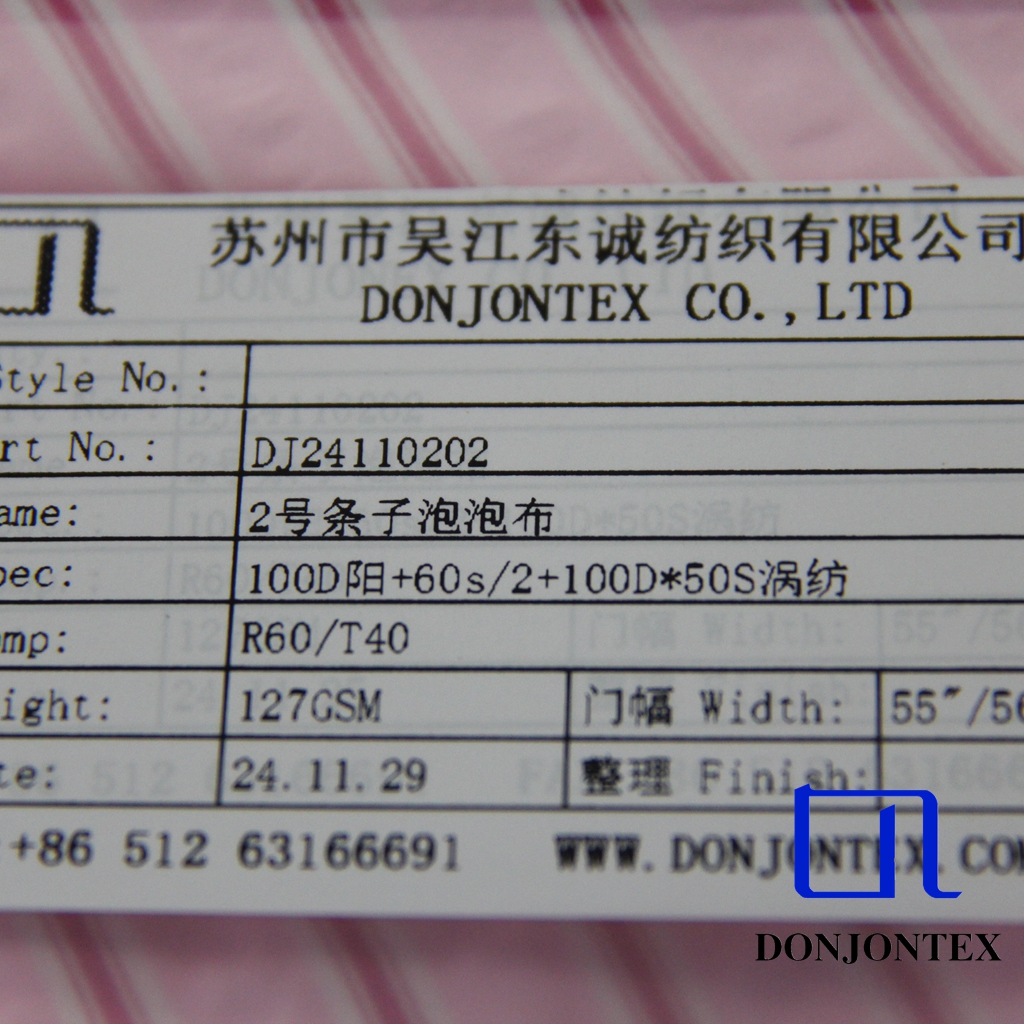 苏州市吴江东诚纺织有限公司
DONJONTEX CO.,LTD
Style No.:
rt No.: DJ24110202
ame: 2号条子泡泡布
pec: 100D阳+60s/2+100D*50S涡纺
omp: R60/T40
ight: 127GSM 门幅 Width: 55"/56
te: 24.11.29 整理 Finish:
+86 512 63166691 WWW.DONJONTEX.COM
DONJONTEX